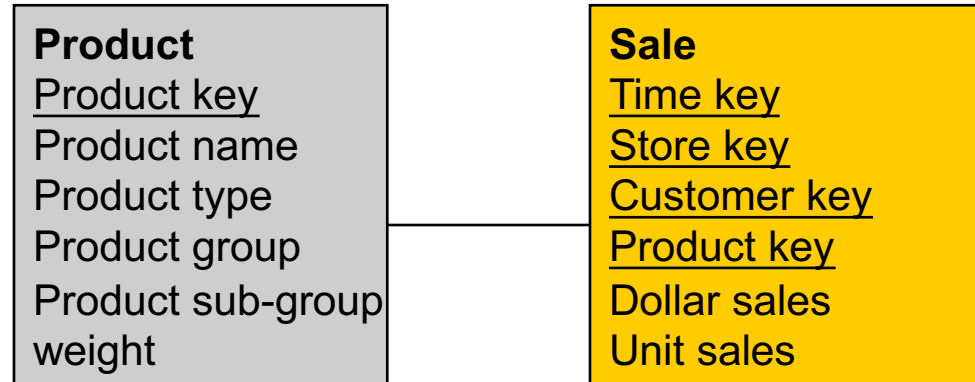 Product
Product key
Product name
Product type
Product group
Product sub-group
weight
Sale
Time key
Store key
Customer key
Product key
Dollar sales
Unit sales